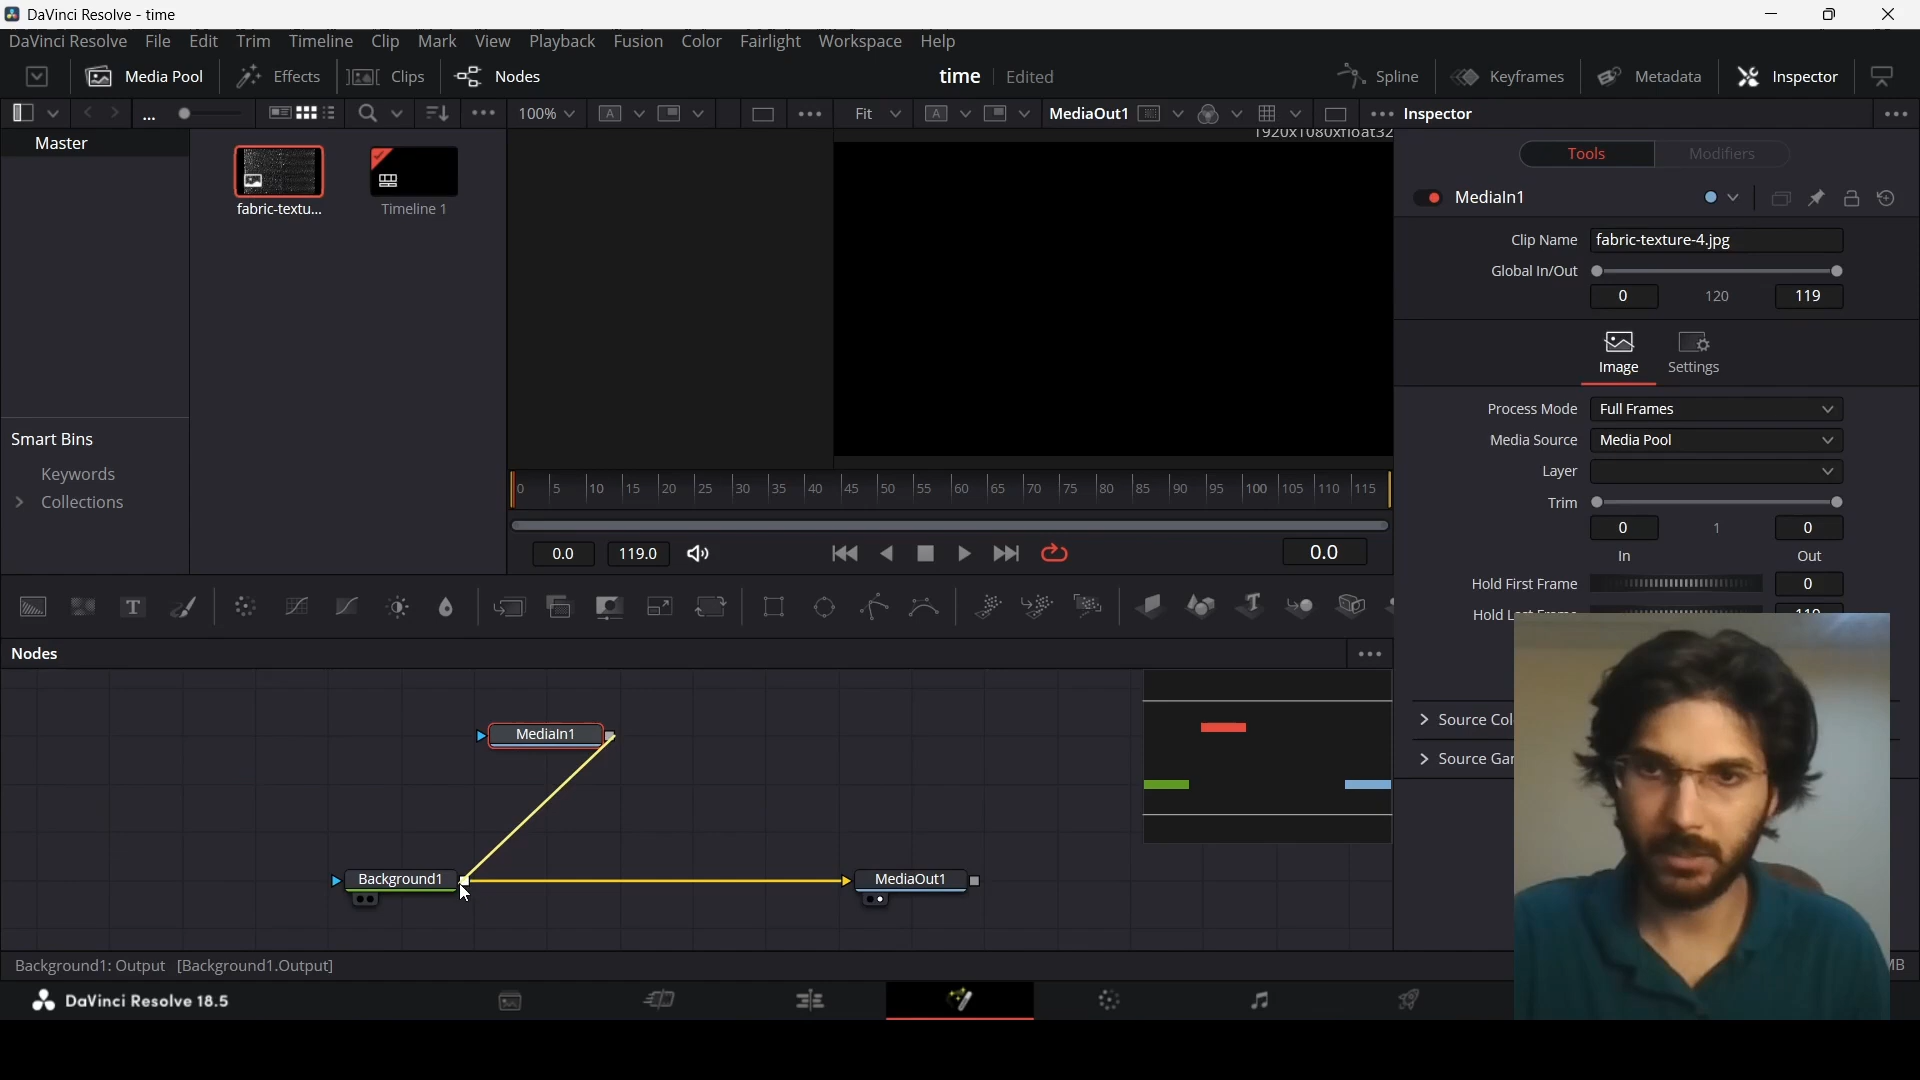 DaVinci Resolve - time
DaVinci Resolve File Edit Trim Timeline Clip Mark View Playback Fusion Color Fairlight Workspace Help
Media Pool Effects Clips Nodes time Edited Spline Keyframes Metadata Inspector
... 100% A Fit A MediaOut1 Inspector
Master
1920x1080xfloat32
Tools Modifiers
fabric-textu... Timeline 1
MediaIn1
Clip Name fabric-texture-4.jpg
Global In/Out
0 120 119
Image Settings
Process Mode Full Frames
Media Source Media Pool
Layer
Trim
0 1 0
In Out
Hold First Frame 0
Smart Bins
Keywords
Collections
0 5 10 15 20 25 30 35 40 45 50 55 60 65 70 75 80 85 90 95 100 105 110 115
0.0 119.0 0.0
T T
Nodes
MediaIn1
Source Col
Source Gar
Background1 MediaOut1
Background1: Output [Background1.Output]
MB
DaVinci Resolve 18.5